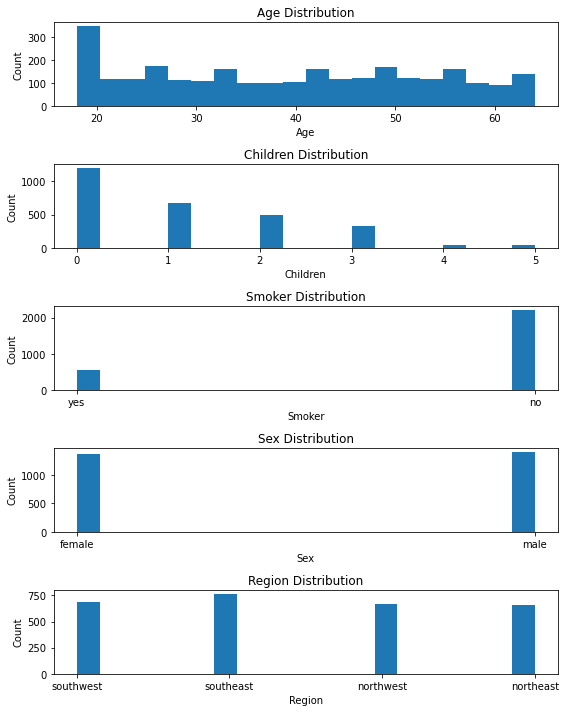 Age Distribution
300
200
100
0
Count
20 30 40 50 60
Age
Children Distribution
1000
500
0
Count
0 1 2 3 4 5
Children
Smoker Distribution
2000
1000
0
Count
yes no
Smoker
Sex Distribution
1000
500
0
Count
female male
Sex
Region Distribution
750
500
250
0
Count
southwest southeast northwest northeast
Region